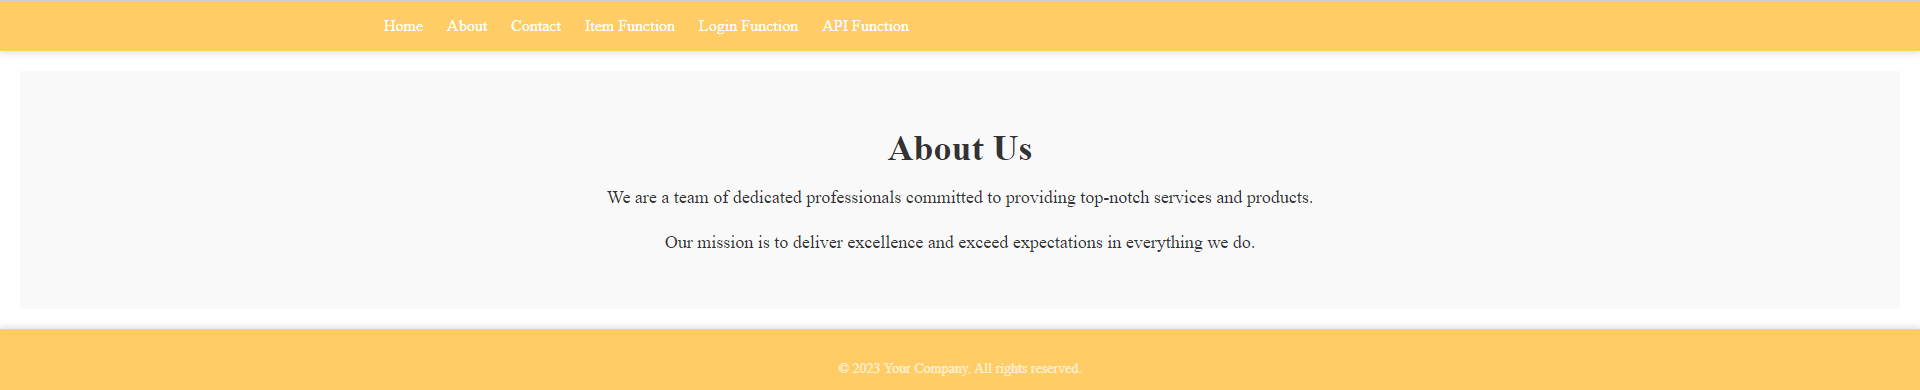 Home About Contact Item Function Login Function API Function
About Us
We are a team of dedicated professionals committed to providing top-notch services and products.
Our mission is to deliver excellence and exceed expectations in everything we do.
© 2023 Your Company. All rights reserved.